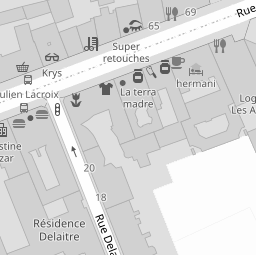 65
69
Rue
Super
retouches
Krys
hermani
La terra
madre
ulien Lacroix
Log
Les A
stine
zar
20
18
Rue Dela
Résidence
Delaitre